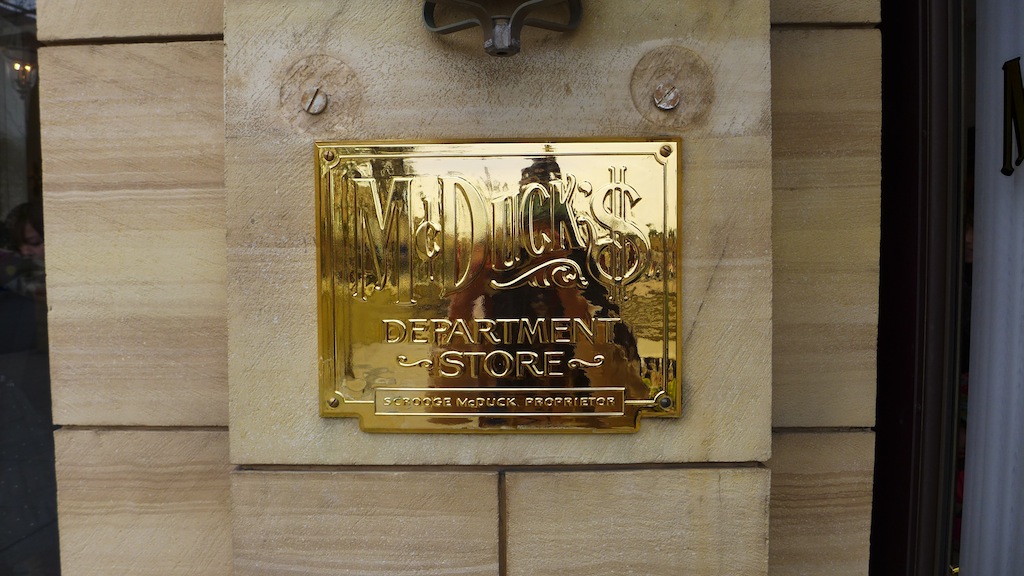 McDUCK'$
DEPARTMENT
STORE
SCROOGE McDUCK, PROPRIETOR
M